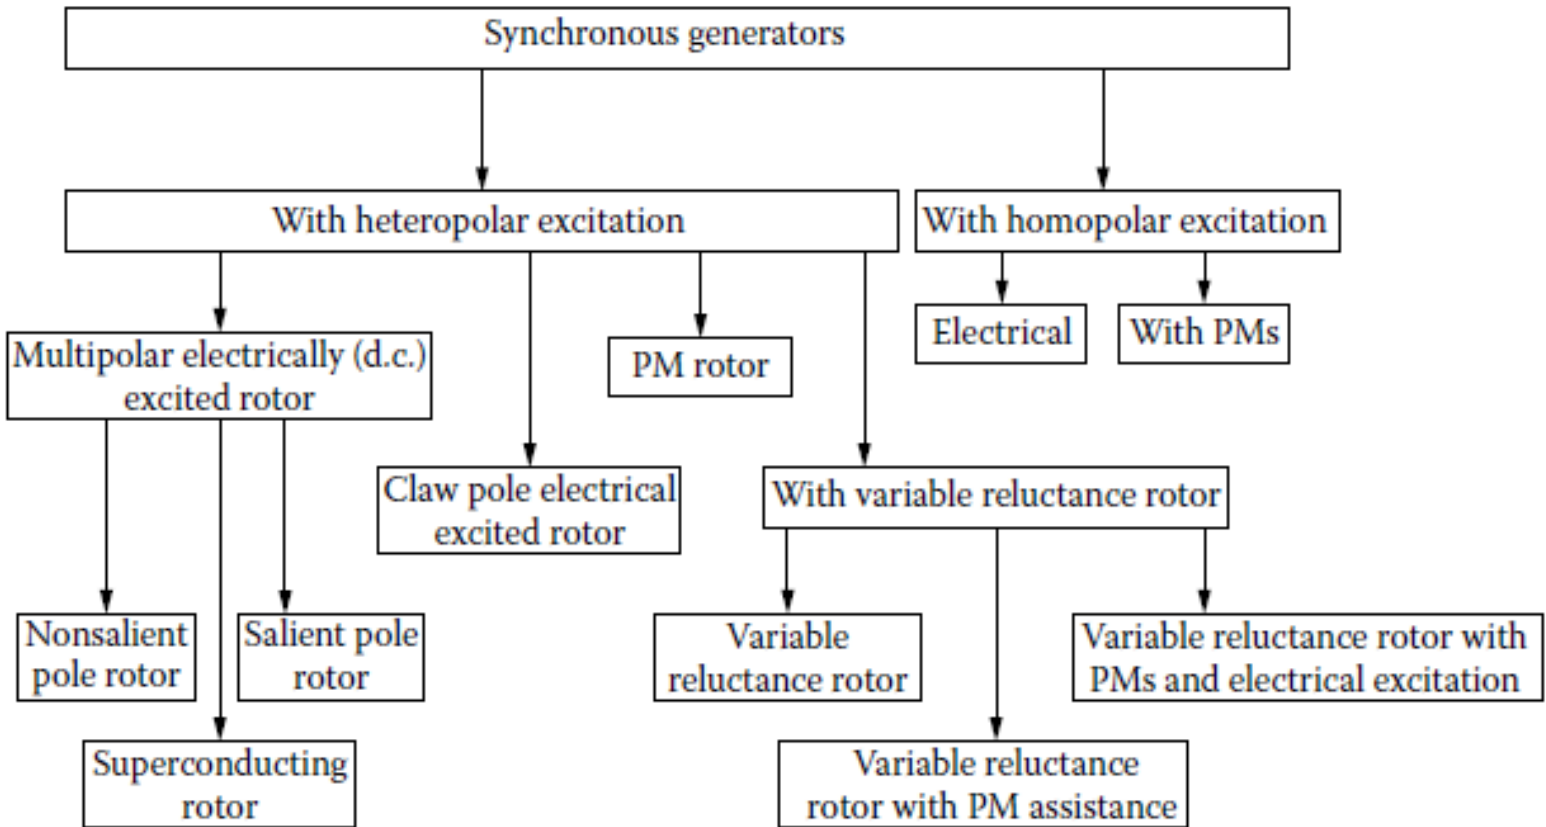 Synchronous generators
With heteropolar excitation
With homopolar excitation
Electrical
With PMs
Multipolar electrically (d.c.)
excited rotor
PM rotor
Claw pole electrical
excited rotor
With variable reluctance rotor
Nonsalient
pole rotor
Salient pole
rotor
Variable
reluctance rotor
Variable reluctance rotor with
PMs and electrical excitation
Superconducting
rotor
Variable reluctance
rotor with PM assistance